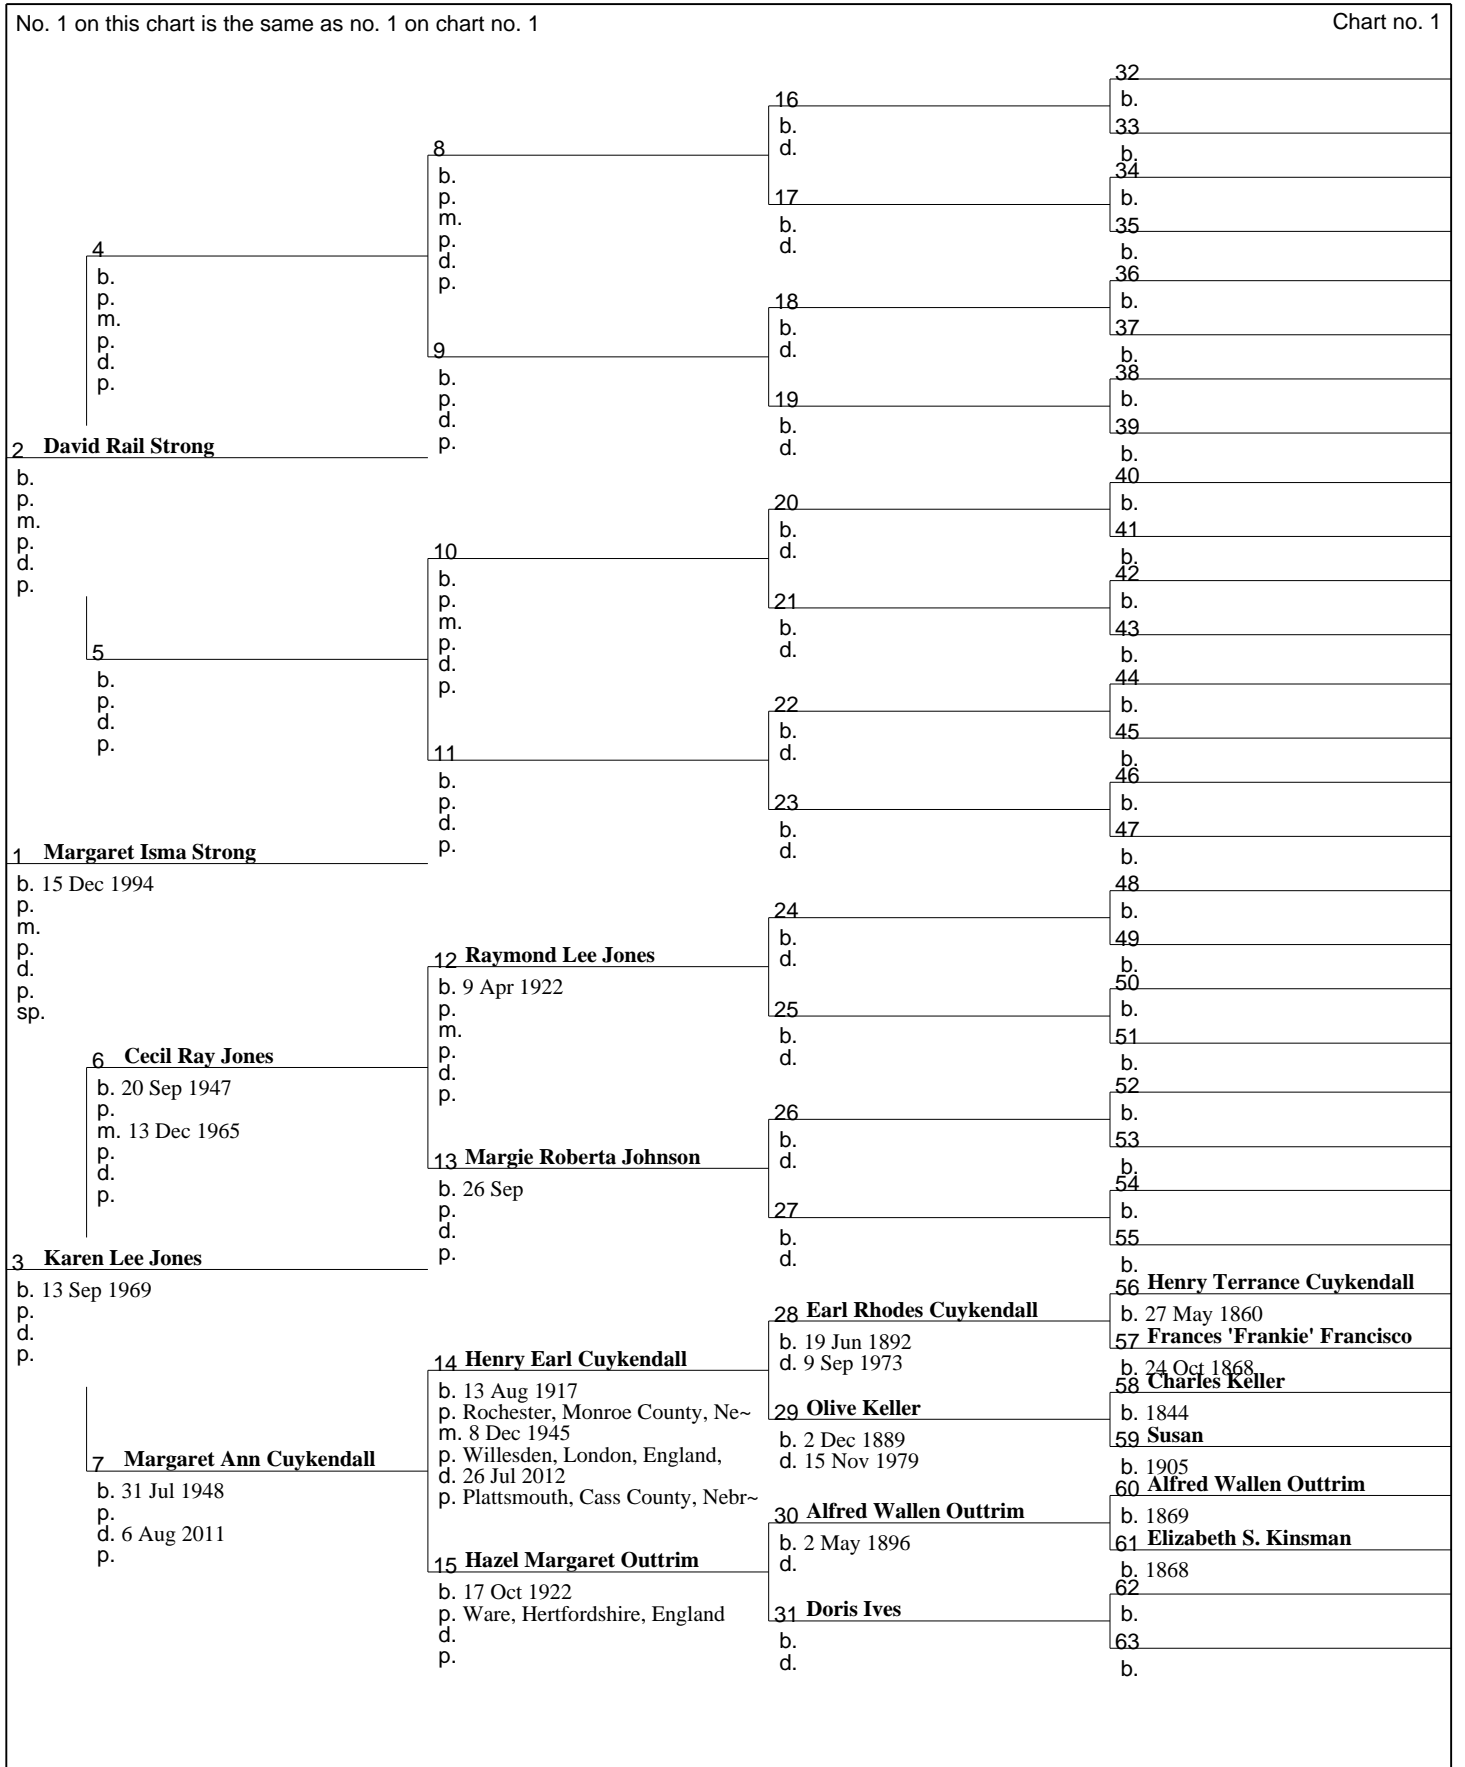 No. 1 on this chart is the same as no. 1 on chart no. 1
Chart no. 1
2 David Rail Strong
b.
p.
m.
p.
d.
p.
1 Margaret Isma Strong
b. 15 Dec 1994
p.
m.
p.
d.
p.
sp.
3 Karen Lee Jones
b. 13 Sep 1969
p.
d.
p.
4
b.
p.
m.
p.
d.
p.
5
b.
p.
d.
p.
6 Cecil Ray Jones
b. 20 Sep 1947
p.
m. 13 Dec 1965
p.
d.
p.
7 Margaret Ann Cuykendall
b. 31 Jul 1948
p.
d. 6 Aug 2011
p.
8
b.
p.
m.
p.
d.
p.
9
b.
p.
d.
p.
10
b.
p.
m.
p.
d.
p.
11
b.
p.
d.
p.
12 Raymond Lee Jones
b. 9 Apr 1922
p.
m.
p.
d.
p.
13 Margie Roberta Johnson
b. 26 Sep
p.
d.
p.
14 Henry Earl Cuykendall
b. 13 Aug 1917
p. Rochester, Monroe County, Ne~
m. 8 Dec 1945
p. Willesden, London, England,
d. 26 Jul 2012
p. Plattsmouth, Cass County, Nebr~
15 Hazel Margaret Outtrim
b. 17 Oct 1922
p. Ware, Hertfordshire, England
d.
p.
16
b.
d.
17
b.
d.
18
b.
d.
19
b.
d.
20
b.
d.
21
b.
d.
22
b.
d.
23
b.
d.
24
b.
d.
25
b.
d.
26
b.
d.
27
b.
d.
28 Earl Rhodes Cuykendall
b. 19 Jun 1892
d. 9 Sep 1973
29 Olive Keller
b. 2 Dec 1889
d. 15 Nov 1979
30 Alfred Wallen Outtrim
b. 2 May 1896
d.
31 Doris Ives
b.
d.
32
b.
33
b.
34
b.
35
b.
36
b.
37
b.
38
b.
39
b.
40
b.
41
b.
42
b.
43
b.
44
b.
45
b.
46
b.
47
b.
48
b.
49
b.
50
b.
51
b.
52
b.
53
b.
54
b.
55
b.
56 Henry Terrance Cuykendall
b. 27 May 1860
57 Frances 'Frankie' Francisco
b. 24 Oct 1868
58 Charles Keller
b. 1844
59 Susan
b. 1905
60 Alfred Wallen Outtrim
b. 1869
61 Elizabeth S. Kinsman
b. 1868
62
b.
63
b.